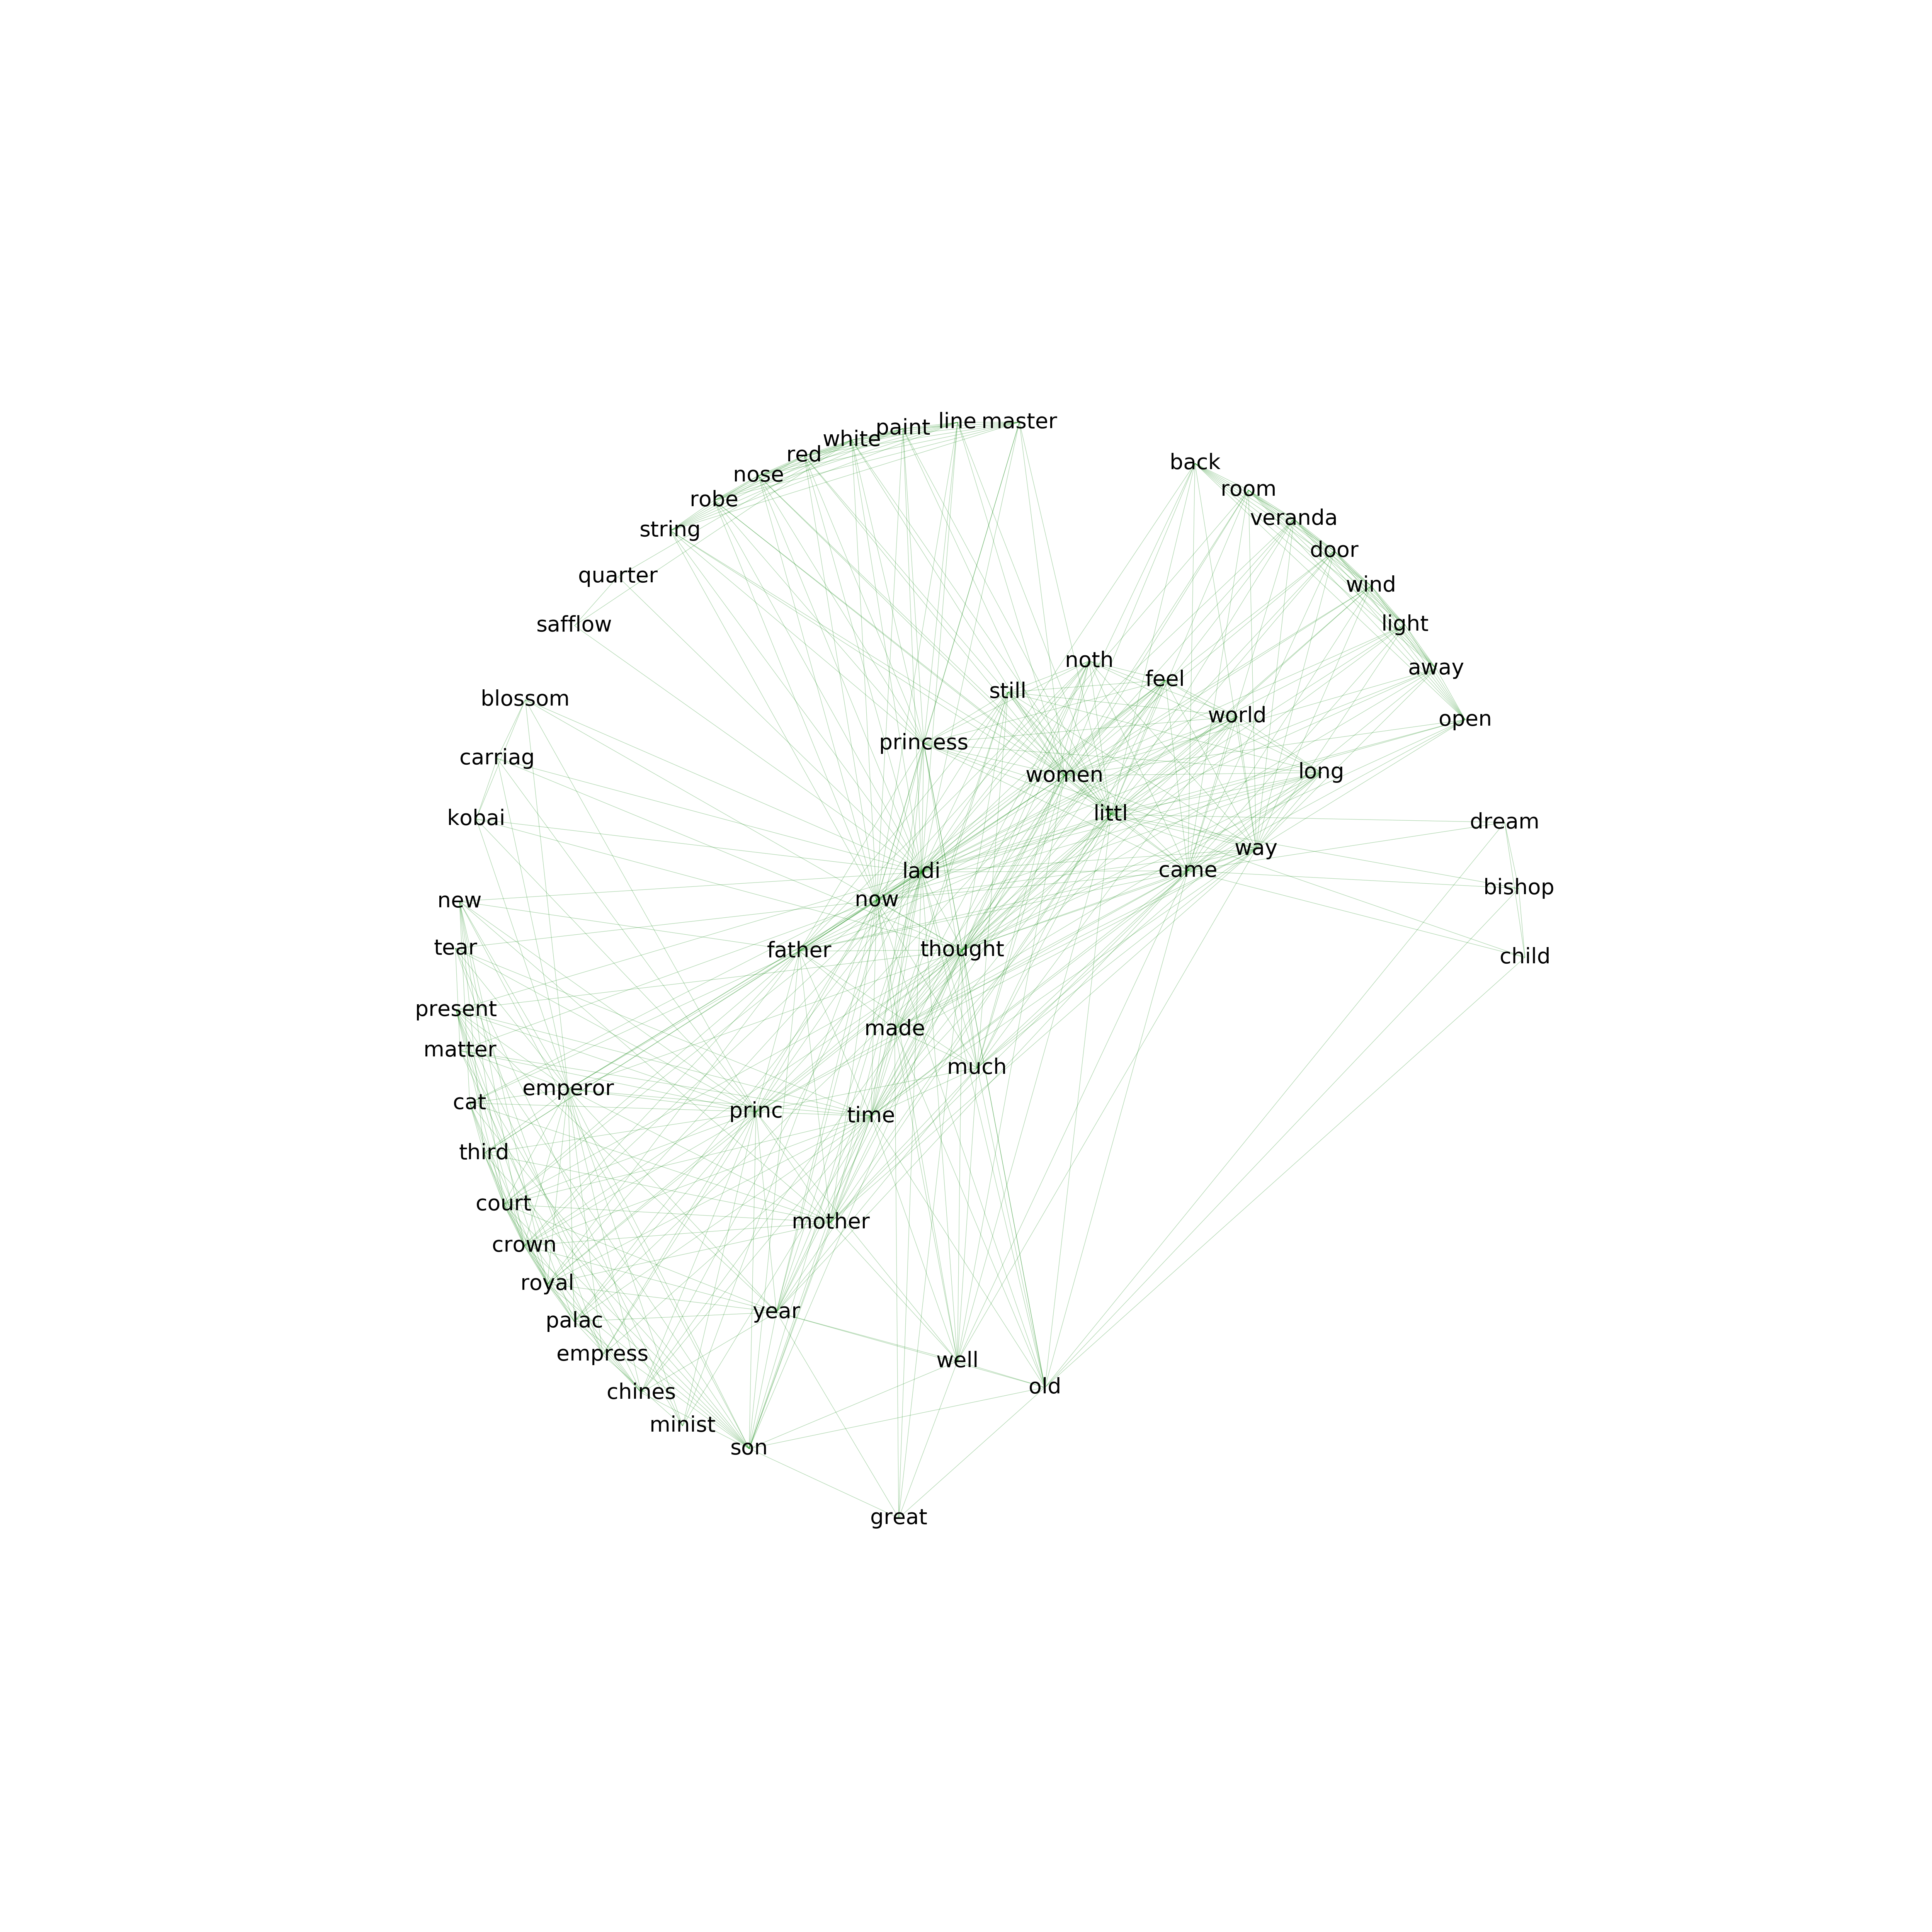 line master
paint
white
red
back
nose
room
robe
veranda
string
door
quarter
wind
light
safflow
noth
away
feel
still
blossom
world
open
princess
carriag
long
women
littl
kobai
dream
way
came
ladi
bishop
now
new
tear
father
thought
child
present
made
matter
much
emperor
cat
princ
time
third
court
mother
crown
royal
year
palac
empress
well
old
chines
minist
son
great